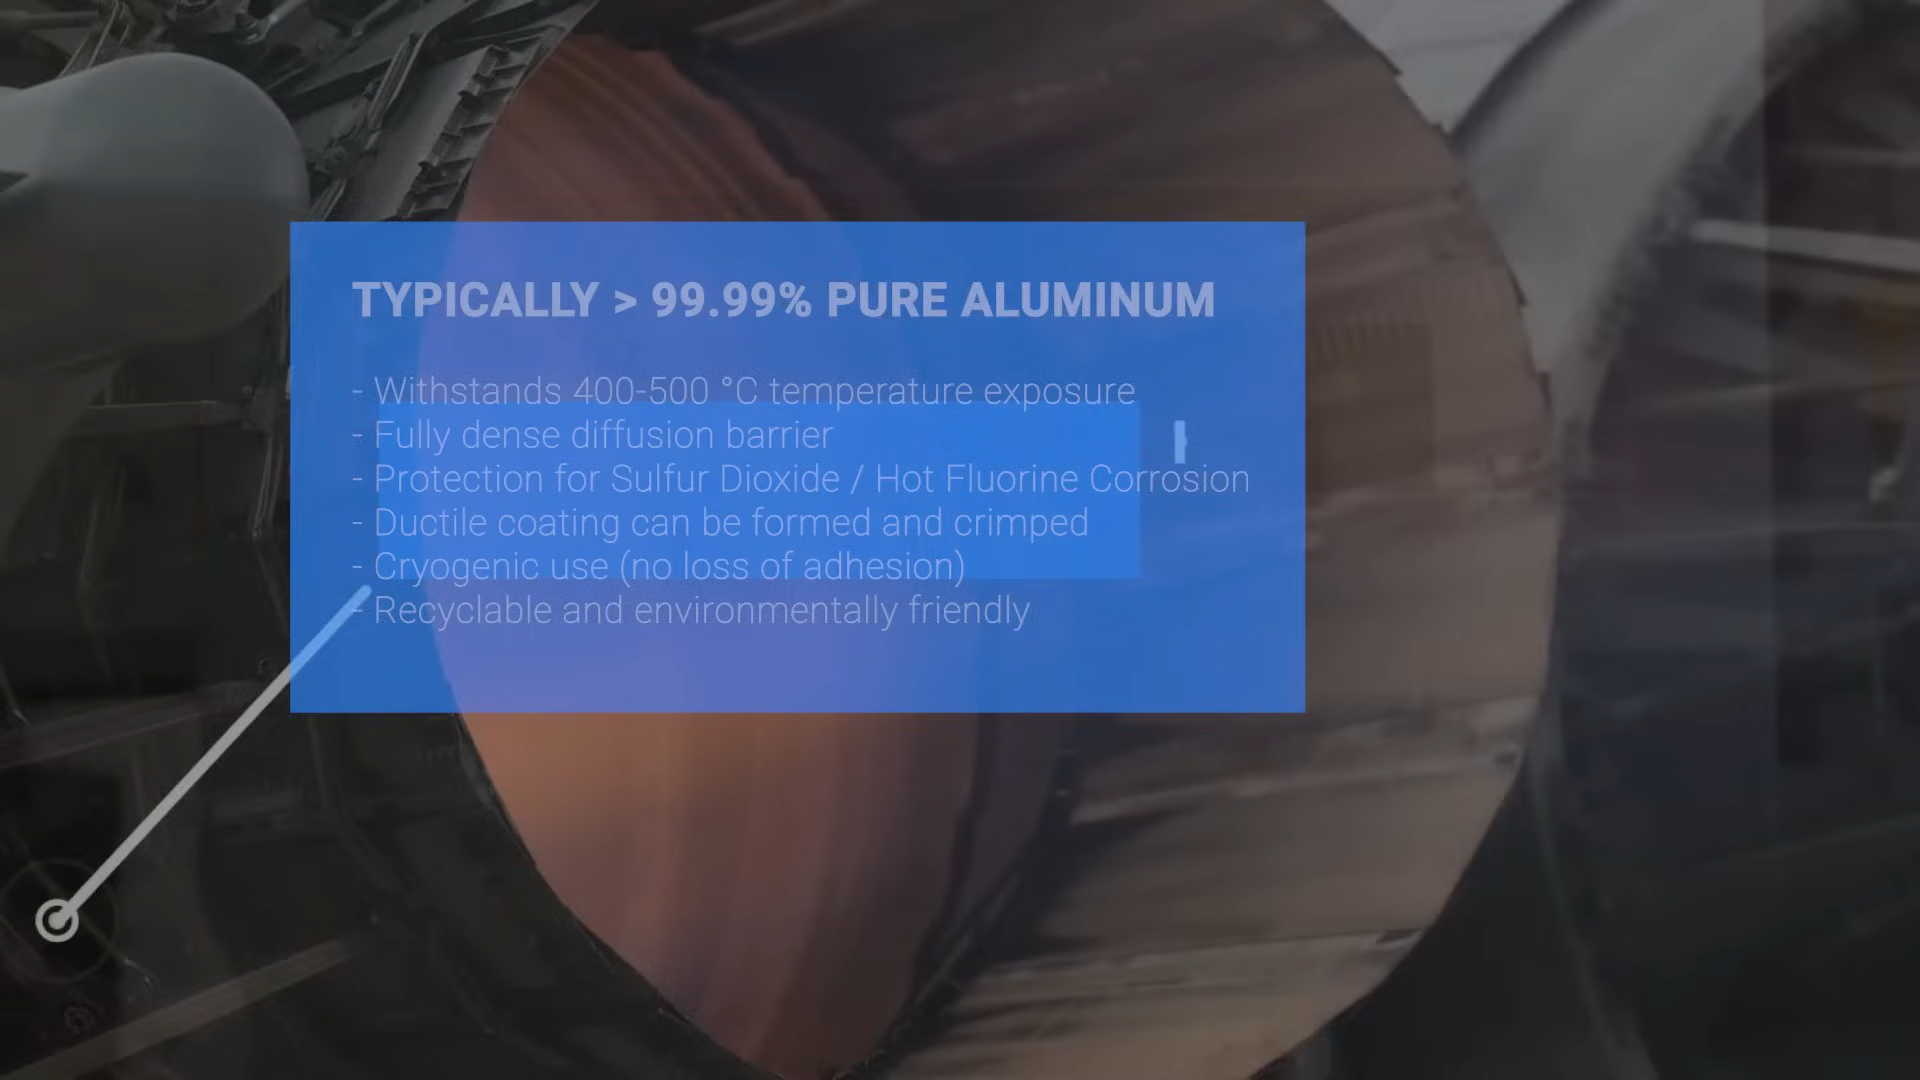 TYPICALLY > 99.99% PURE ALUMINUM
- Withstands 400-500 °C temperature exposure
- Fully dense diffusion barrier
- Protection for Sulfur Dioxide / Hot Fluorine Corrosion
- Ductile coating can be formed and crimped
- Cryogenic use (no loss of adhesion)
- Recyclable and environmentally friendly